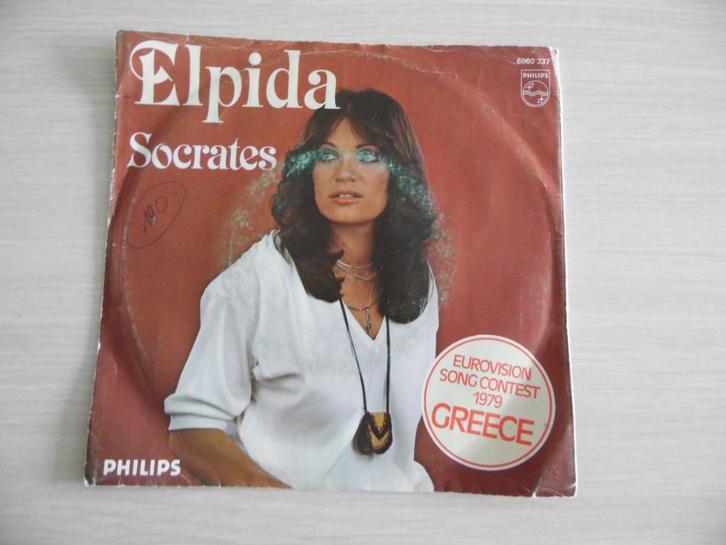 Elpida
Socrates
6060 337
PHILIPS
EUROVISION
SONG CONTEST
1979
GREECE
PHILIPS